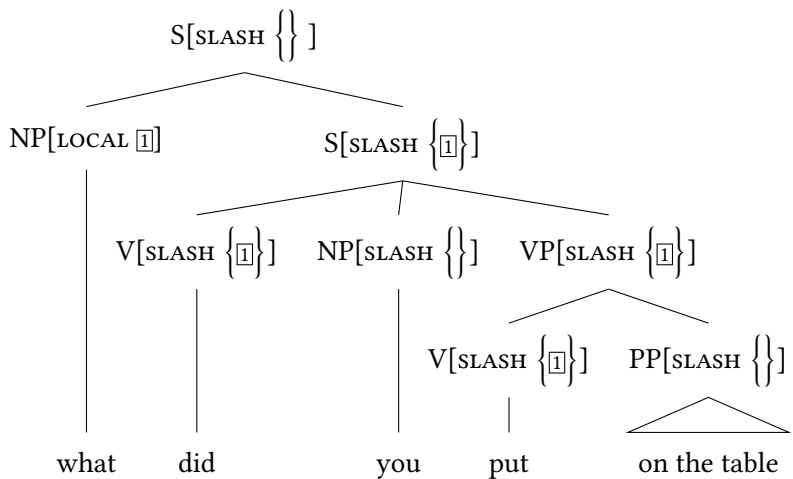 S[SLASH {} ]
NP[LOCAL 1] S[SLASH {1}]
V[SLASH {1}] NP[SLASH {}] VP[SLASH {1}]
V[SLASH {1}] PP[SLASH {}]
what did you put on the table